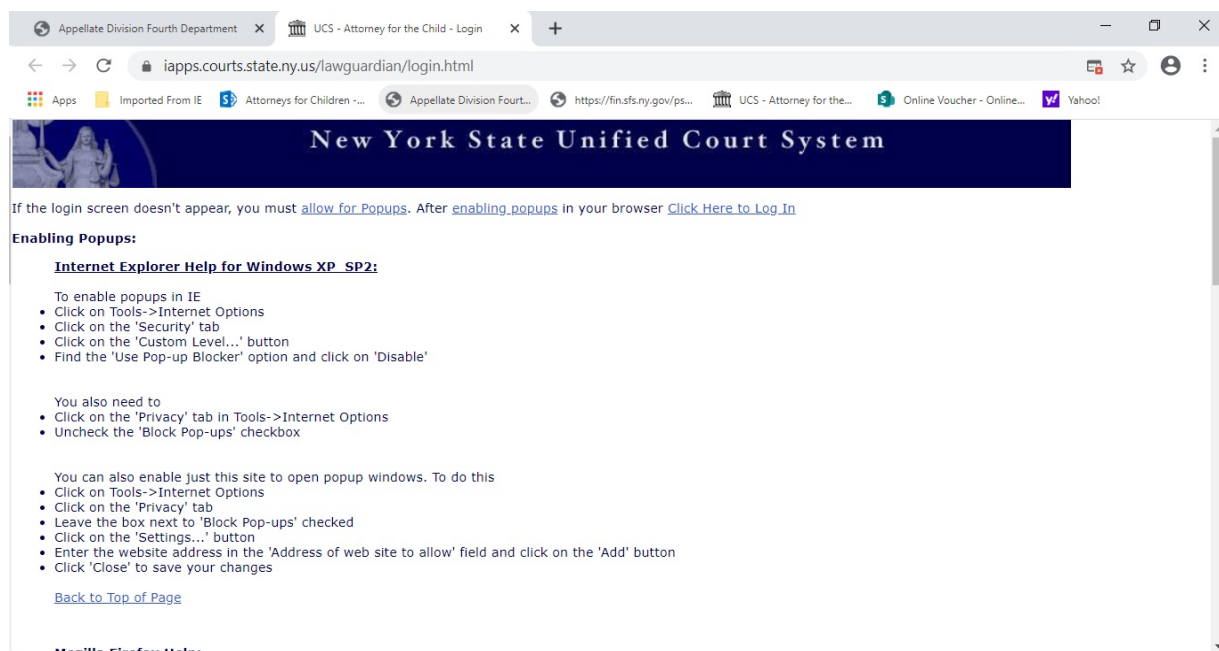 Appellate Division Fourth Department
UCS - Attorney for the Child - Login
iapps.courts.state.ny.us/lawguardian/login.html
Apps
Imported From IE
Attorneys for Children -...
Appellate Division Fourt...
https://fin.sfs.ny.gov/ps...
UCS - Attorney for the...
Online Voucher - Online...
Yahoo!
New York State Unified Court System
If the login screen doesn't appear, you must allow for Popups. After enabling popups in your browser Click Here to Log In
Enabling Popups:
Internet Explorer Help for Windows XP SP2:
To enable popups in IE
• Click on Tools->Internet Options
• Click on the 'Security' tab
• Click on the 'Custom Level...' button
• Find the 'Use Pop-up Blocker' option and click on 'Disable'
You also need to
• Click on the 'Privacy' tab in Tools->Internet Options
• Uncheck the 'Block Pop-ups' checkbox
You can also enable just this site to open popup windows. To do this
• Click on Tools->Internet Options
• Click on the 'Privacy' tab
• Leave the box next to 'Block Pop-ups' checked
• Click on the 'Settings...' button
• Enter the website address in the 'Address of web site to allow' field and click on the 'Add' button
• Click 'Close' to save your changes
Back to Top of Page
Mozilla Firefox Help: